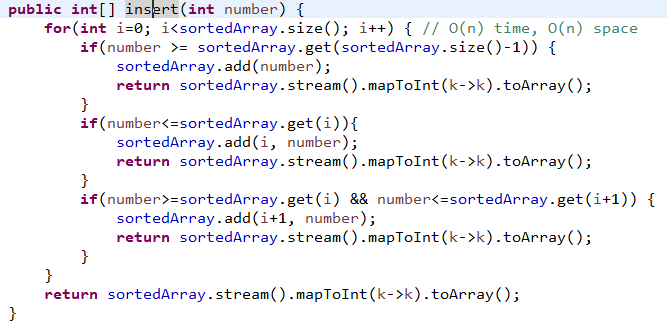 public int[] insert(int number) {
    for(int i=0; i<sortedArray.size(); i++) { // O(n) time, O(n) space
        if(number >= sortedArray.get(sortedArray.size()-1)) {
            sortedArray.add(number);
            return sortedArray.stream().mapToInt(k->k).toArray();
        }
        if(number<=sortedArray.get(i)){
            sortedArray.add(i, number);
            return sortedArray.stream().mapToInt(k->k).toArray();
        }
        if(number>=sortedArray.get(i) && number<=sortedArray.get(i+1)) {
            sortedArray.add(i+1, number);
            return sortedArray.stream().mapToInt(k->k).toArray();
        }
    }
    return sortedArray.stream().mapToInt(k->k).toArray();
}